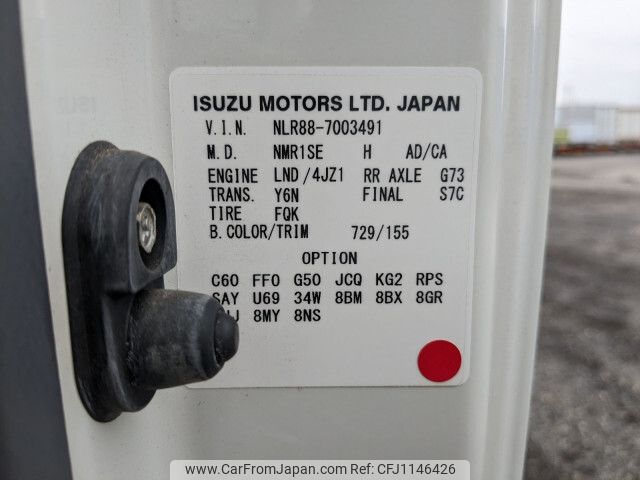 ISUZU MOTORS LTD. JAPAN
V.I.N. NLR88-7003491
M.D. NMR1SE H AD/CA
ENGINE LND/4JZ1 RR AXLE G73
TRANS. Y6N FINAL S7C
TIRE FQK
B.COLOR/TRIM 729/155
OPTION
C60 FF0 G50 JCQ KG2 RPS
SAY U69 34W 8BM 8BX 8GR
8MY 8NS
www.CarFromJapan.com - Photo ID: CFJ1146426